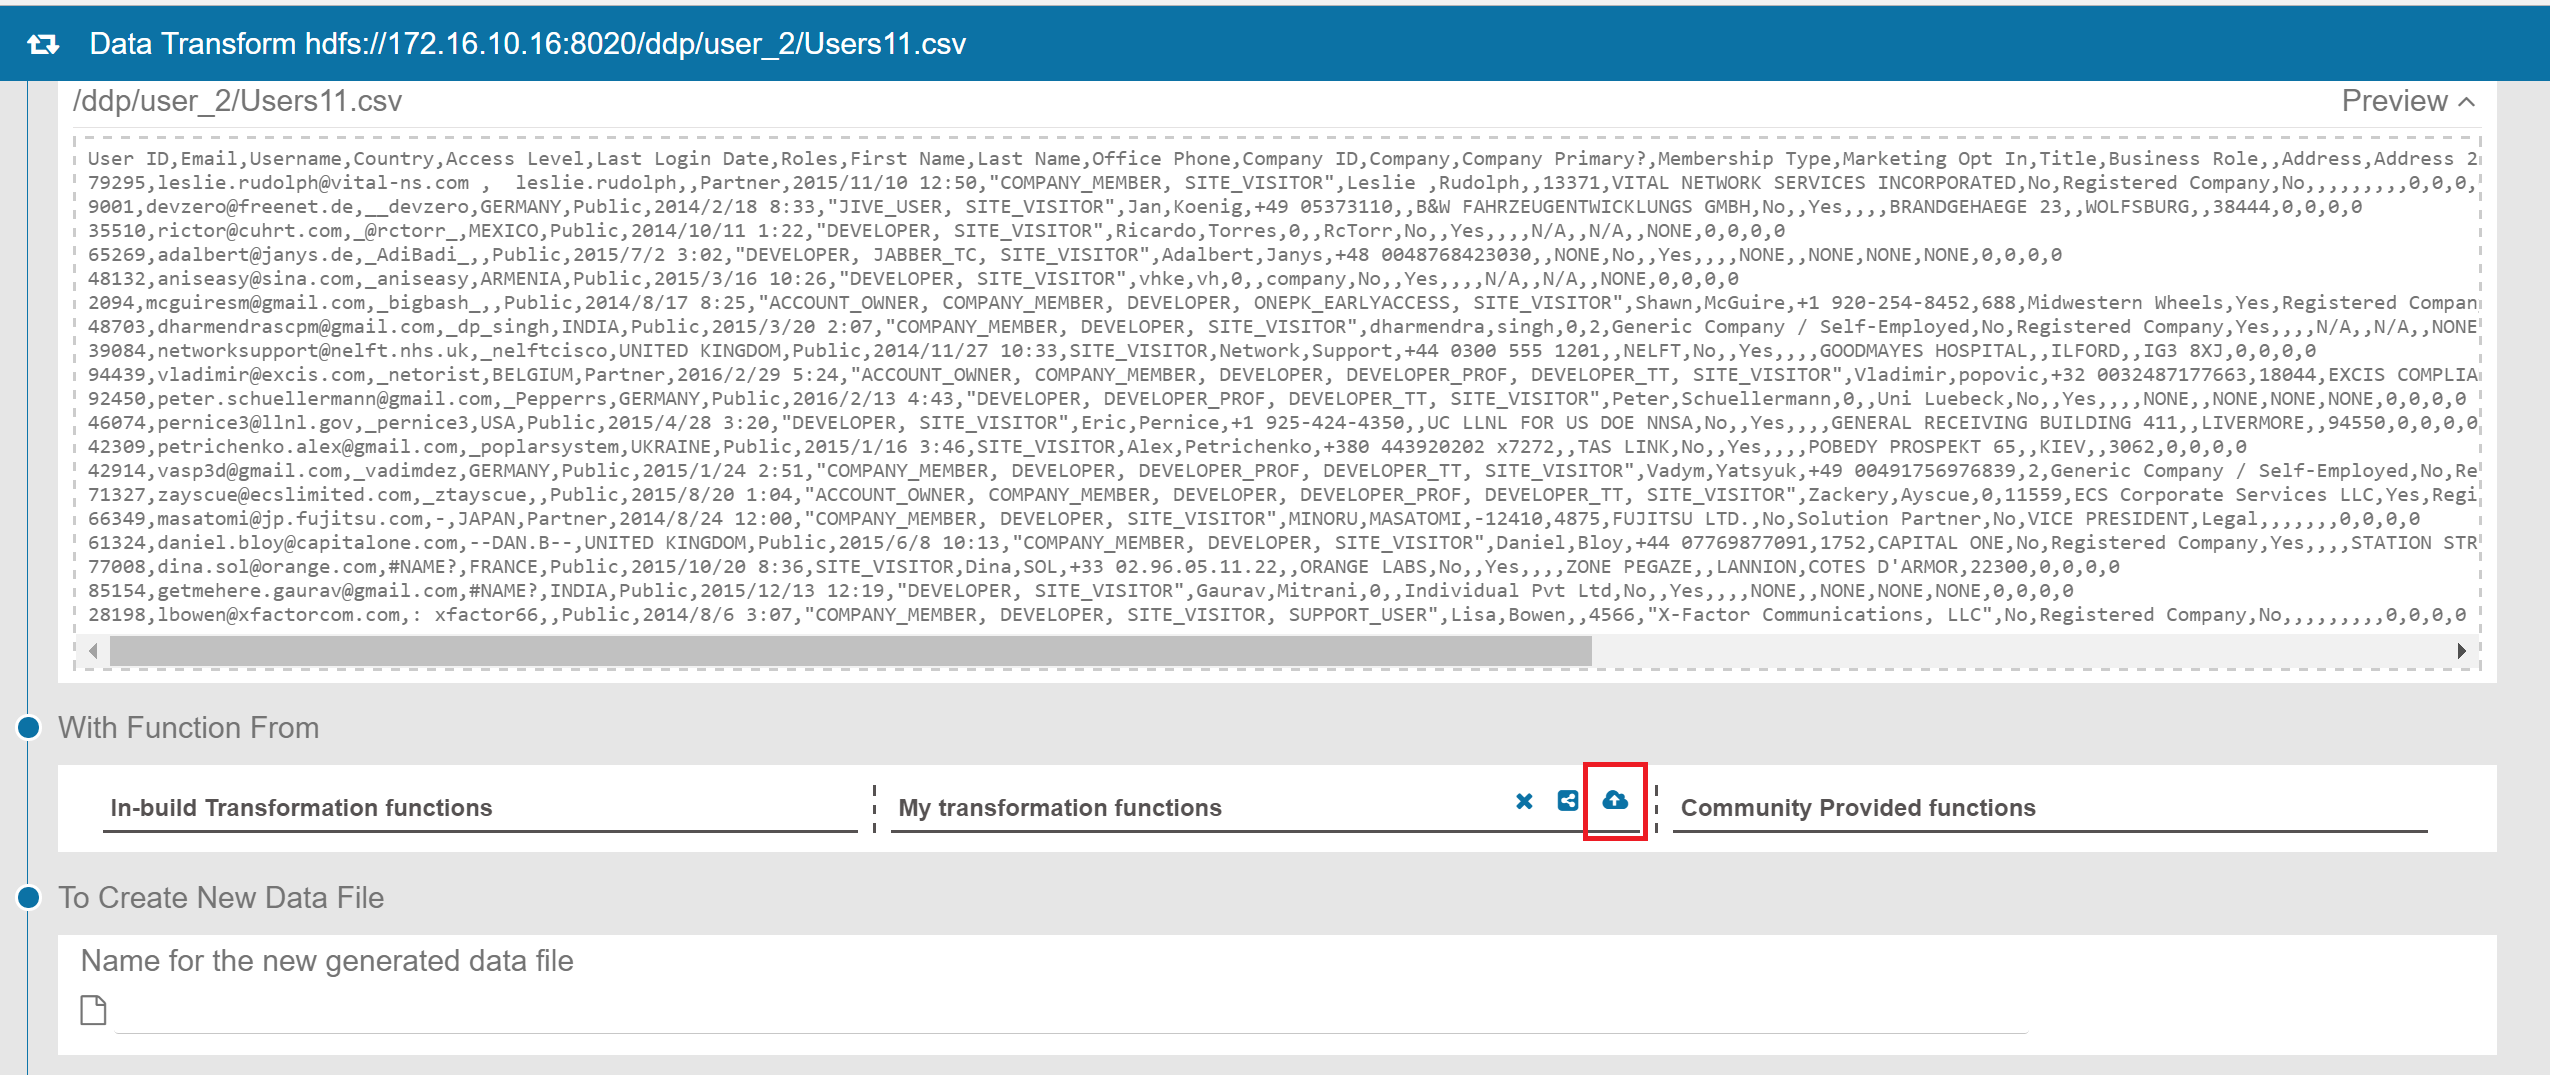 Data Transform hdfs://172.16.10.16:8020/ddp/user_2/Users11.csv
/ddp/user_2/Users11.csv
Preview
User ID,Email,Username,Country,Access Level,Last Login Date,Roles,First Name,Last Name,Office Phone,Company ID,Company,Company Primary?,Membership Type,Marketing Opt In,Title,Business Role,,Address,Address 2
79295,leslie.rudolph@vital-ns.com ,  leslie.rudolph,,Partner,2015/11/10 12:50,"COMPANY_MEMBER, SITE_VISITOR",Leslie ,Rudolph,,13371,VITAL NETWORK SERVICES INCORPORATED,No,Registered Company,No,,,,,,,,,0,0,0,
9001,devzero@freenet.de,__devzero,GERMANY,Public,2014/2/18 8:33,"JIVE_USER, SITE_VISITOR",Jan,Koenig,+49 05373110,,B&W FAHRZEUGENTWICKLUNGS GMBH,No,,Yes,,,,BRANDGEHAEGE 23,,WOLFSBURG,,38444,0,0,0,0
35510,rictor@cuhrt.com,_@rctorr_,MEXICO,Public,2014/10/11 1:22,"DEVELOPER, SITE_VISITOR",Ricardo,Torres,0,,RcTorr,No,,Yes,,,,N/A,,N/A,,NONE,0,0,0,0
65269,adalbert@janys.de,_AdiBadi_,,Public,2015/7/2 3:02,"DEVELOPER, JABBER_TC, SITE_VISITOR",Adalbert,Janys,+48 0048768423030,,NONE,No,,Yes,,,,NONE,,NONE,NONE,NONE,0,0,0,0
48132,aniseasy@sina.com,_aniseasy,ARMENIA,Public,2015/3/16 10:26,"DEVELOPER, SITE_VISITOR",vhke,vh,0,,company,No,,Yes,,,,N/A,,N/A,,NONE,0,0,0,0
2094,mcguiresm@gmail.com,_bigbash_,,Public,2014/8/17 8:25,"ACCOUNT_OWNER, COMPANY_MEMBER, DEVELOPER, ONEPK_EARLYACCESS, SITE_VISITOR",Shawn,McGuire,+1 920-254-8452,688,Midwestern Wheels,Yes,Registered Compan
48703,dharmendrascpm@gmail.com,_dp_singh,INDIA,Public,2015/3/20 2:07,"COMPANY_MEMBER, DEVELOPER, SITE_VISITOR",dharmendra,singh,0,2,Generic Company / Self-Employed,No,Registered Company,Yes,,,,N/A,,N/A,,NONE
39084,networksupport@nelft.nhs.uk,_nelftcisco,UNITED KINGDOM,Public,2014/11/27 10:33,SITE_VISITOR,Network,Support,+44 0300 555 1201,,NELFT,No,,Yes,,,,GOODMAYES HOSPITAL,,ILFORD,,IG3 8XJ,0,0,0,0
94439,vladimir@excis.com,_netorist,BELGIUM,Partner,2016/2/29 5:24,"ACCOUNT_OWNER, COMPANY_MEMBER, DEVELOPER, DEVELOPER_PROF, DEVELOPER_TT, SITE_VISITOR",Vladimir,popovic,+32 0032487177663,18044,EXCIS COMPLIA
92450,peter.schuellermann@gmail.com,_Pepperrs,GERMANY,Public,2016/2/13 4:43,"DEVELOPER, DEVELOPER_PROF, DEVELOPER_TT, SITE_VISITOR",Peter,Schuellermann,0,,Uni Luebeck,No,,Yes,,,,NONE,,NONE,NONE,NONE,0,0,0,0
46074,pernice3@llnl.gov,_pernice3,USA,Public,2015/4/28 3:20,"DEVELOPER, SITE_VISITOR",Eric,Pernice,+1 925-424-4350,,UC LLNL FOR US DOE NNSA,No,,Yes,,,,GENERAL RECEIVING BUILDING 411,,LIVERMORE,,94550,0,0,0,0
42309,petrichenko.alex@gmail.com,_poplarsystem,UKRAINE,Public,2015/1/16 3:46,SITE_VISITOR,Alex,Petrichenko,+380 443920202 x7272,,TAS LINK,No,,Yes,,,,POBEDY PROSPEKT 65,,KIEV,,3062,0,0,0,0
42914,vasp3d@gmail.com,_vadimdez,GERMANY,Public,2015/1/24 2:51,"COMPANY_MEMBER, DEVELOPER, DEVELOPER_PROF, DEVELOPER_TT, SITE_VISITOR",Vadym,Yatsyuk,+49 00491756976839,2,Generic Company / Self-Employed,No,Re
71327,zayscue@ecslimited.com,_ztayscue,,Public,2015/8/20 1:04,"ACCOUNT_OWNER, COMPANY_MEMBER, DEVELOPER, DEVELOPER_PROF, DEVELOPER_TT, SITE_VISITOR",Zackery,Ayscue,0,11559,ECS Corporate Services LLC,Yes,Regi
66349,masatomi@jp.fujitsu.com,-,JAPAN,Partner,2014/8/24 12:00,"COMPANY_MEMBER, DEVELOPER, SITE_VISITOR",MINORU,MASATOMI,-12410,4875,FUJITSU LTD.,No,Solution Partner,No,VICE PRESIDENT,Legal,,,,,,,0,0,0,0
61324,daniel.bloy@capitalone.com,--DAN.B--,UNITED KINGDOM,Public,2015/6/8 10:13,"COMPANY_MEMBER, DEVELOPER, SITE_VISITOR",Daniel,Bloy,+44 07769877091,1752,CAPITAL ONE,No,Registered Company,Yes,,,,STATION STR
77008,dina.sol@orange.com,#NAME?,FRANCE,Public,2015/10/20 8:36,SITE_VISITOR,Dina,SOL,+33 02.96.05.11.22,,ORANGE LABS,No,,Yes,,,,ZONE PEGAZE,,LANNION,COTES D'ARMOR,22300,0,0,0,0
85154,getmehere.gaurav@gmail.com,#NAME?,INDIA,Public,2015/12/13 12:19,"DEVELOPER, SITE_VISITOR",Gaurav,Mitrani,0,,Individual Pvt Ltd,No,,Yes,,,,NONE,,NONE,NONE,NONE,0,0,0,0
28198,lbowen@xfactorcom.com,: xfactor66,,Public,2014/8/6 3:07,"COMPANY_MEMBER, DEVELOPER, SITE_VISITOR, SUPPORT_USER",Lisa,Bowen,,4566,"X-Factor Communications, LLC",No,Registered Company,No,,,,,,,,,0,0,0,0
With Function From
In-build Transformation functions
My transformation functions
Community Provided functions
To Create New Data File
Name for the new generated data file